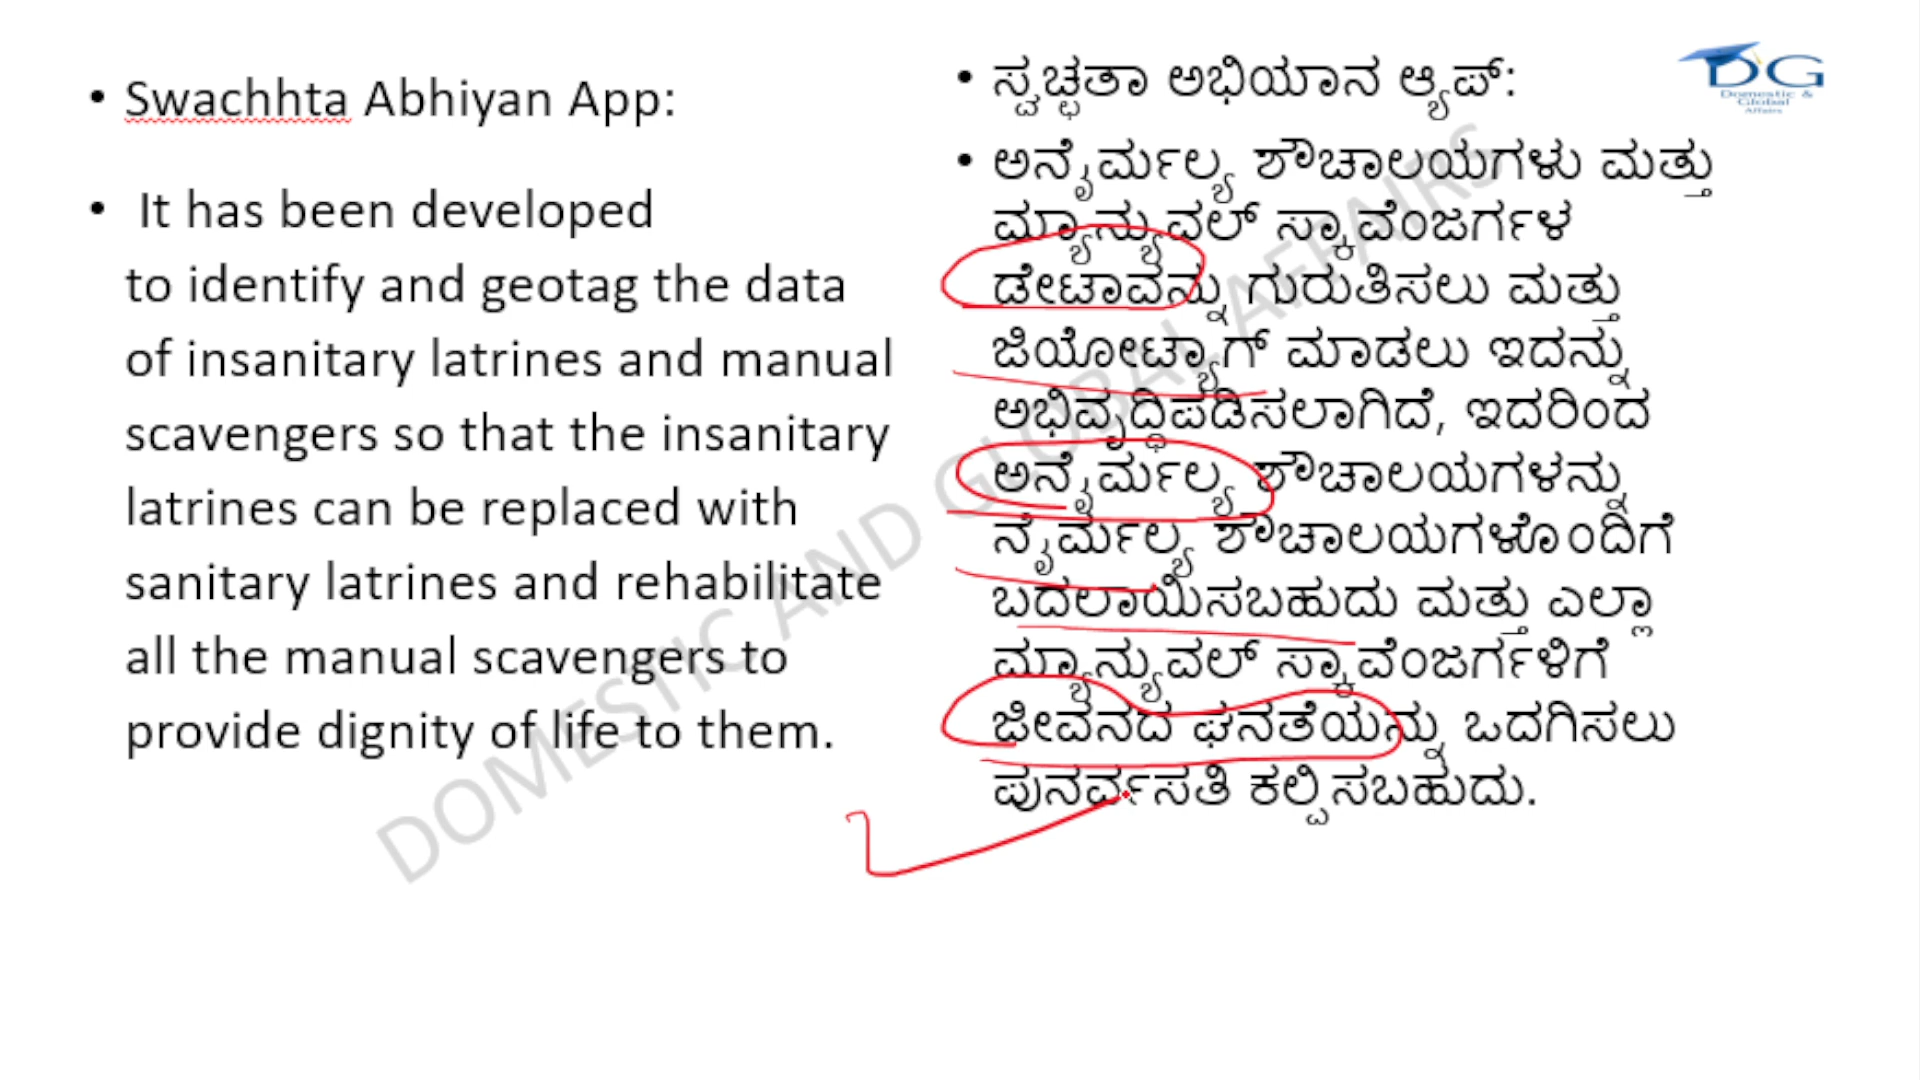 • Swachhta Abhiyan App:
• It has been developed
to identify and geotag the data
of insanitary latrines and manual
scavengers so that the insanitary
latrines can be replaced with
sanitary latrines and rehabilitate
all the manual scavengers to
provide dignity of life to them.
• ಸ್ವಚ್ಛತಾ ಅಭಿಯಾನ ಆ್ಯಪ್:
• ಅನೈರ್ಮಲ್ಯ ಶೌಚಾಲಯಗಳು ಮತ್ತು
ಮ್ಯಾನ್ಯುವಲ್ ಸ್ಕಾವೆಂಜರ್ಗಳ
ಡೇಟಾವನ್ನು ಗುರುತಿಸಲು ಮತ್ತು
ಜಿಯೋಟ್ಯಾಗ್ ಮಾಡಲು ಇದನ್ನು
ಅಭಿವೃದ್ಧಿಪಡಿಸಲಾಗಿದೆ, ಇದರಿಂದ
ಅನೈರ್ಮಲ್ಯ ಶೌಚಾಲಯಗಳನ್ನು
ನೈರ್ಮಲ್ಯ ಶೌಚಾಲಯಗಳೊಂದಿಗೆ
ಬದಲಾಯಿಸಬಹುದು ಮತ್ತು ಎಲ್ಲಾ
ಮ್ಯಾನ್ಯುವಲ್ ಸ್ಕಾವೆಂಜರ್ಗಳಿಗೆ
ಜೀವನದ ಘನತೆಯನ್ನು ಒದಗಿಸಲು
ಪುನರ್ವಸತಿ ಕಲ್ಪಿಸಬಹುದು.
DG
Domestic &
Global
Affairs
DOMESTIC AND GLOBAL AFFAIRS